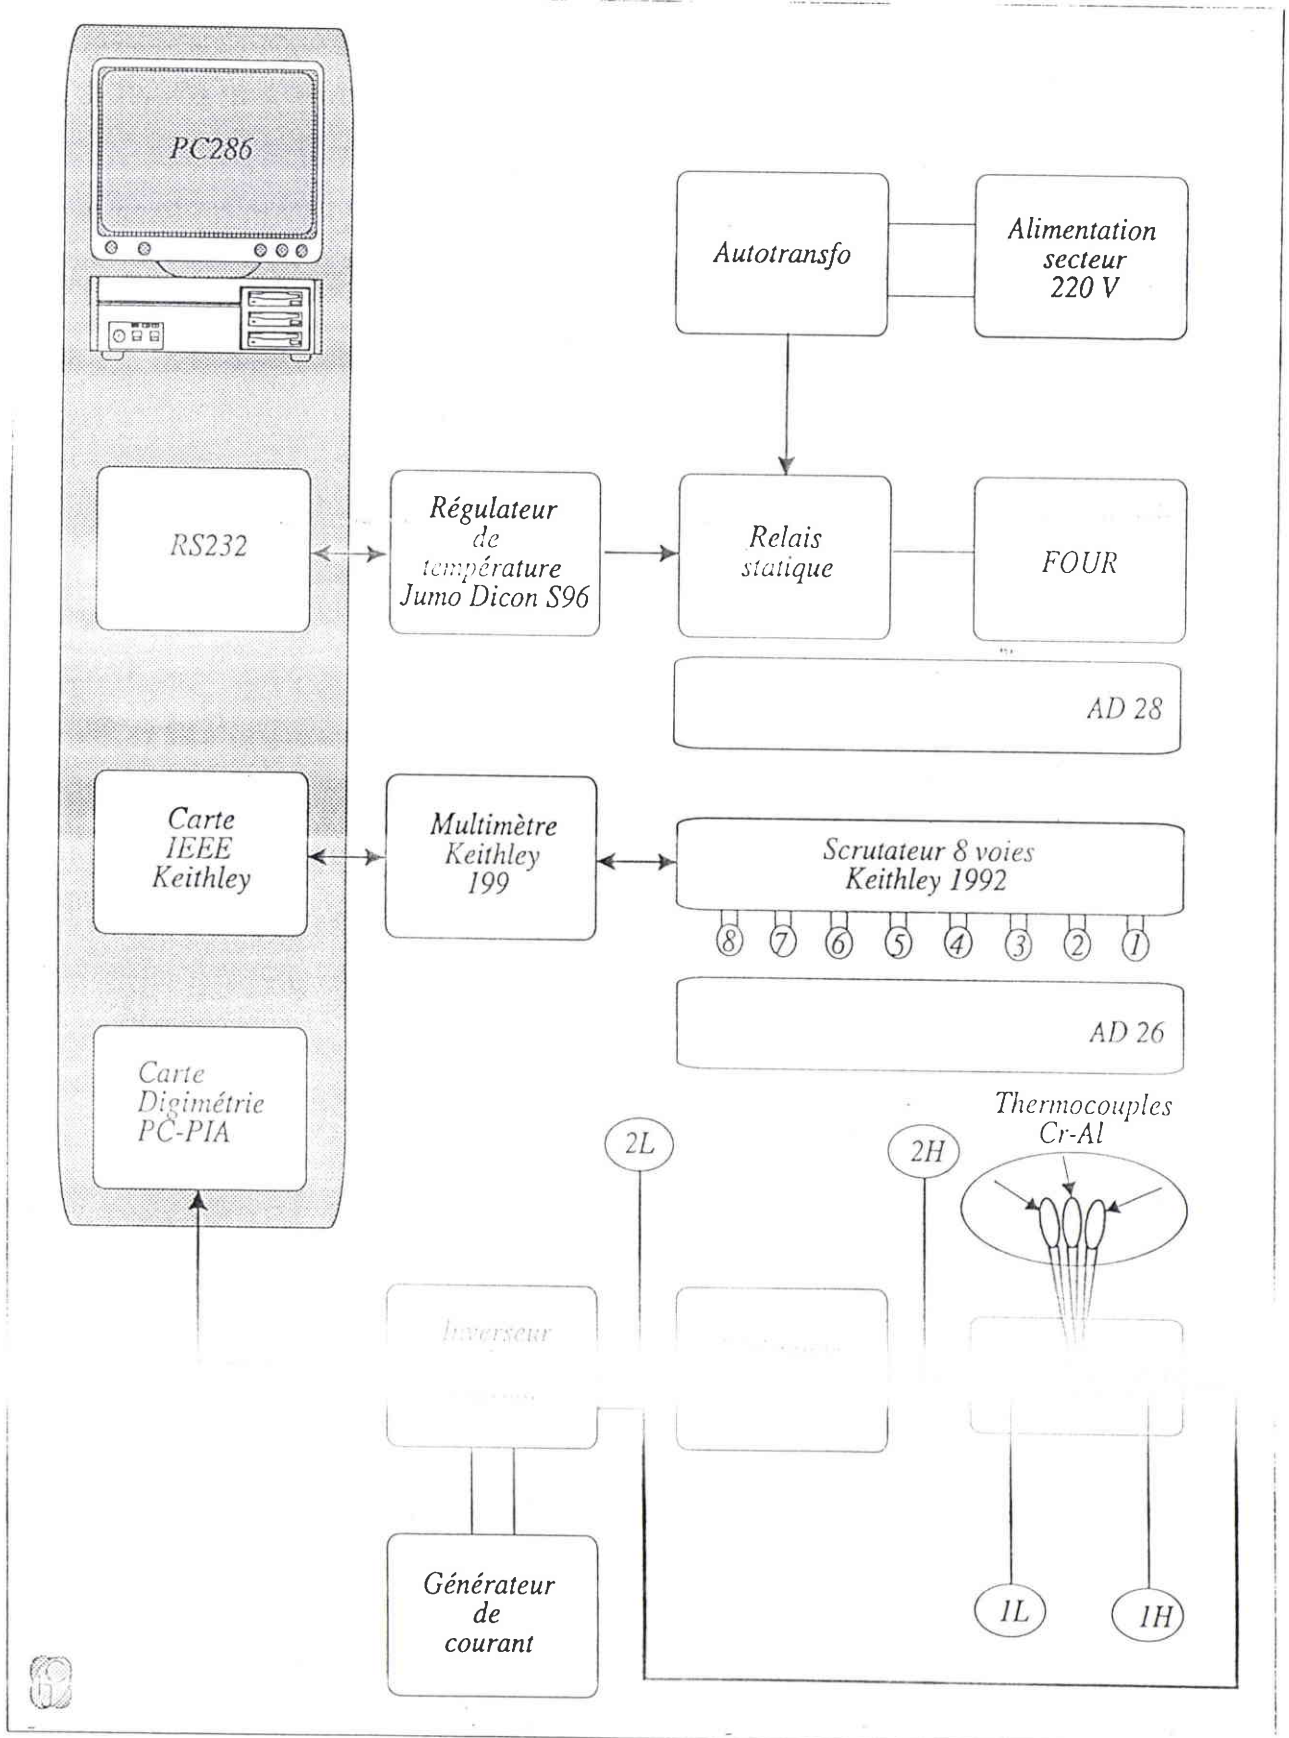 PC286
Autotransfo
Alimentation
secteur
220 V
RS232
Régulateur
de
température
Jumo Dicon S96
Relais
statique
FOUR
AD 28
Carte
IEEE
Keithley
Multimètre
Keithley
199
Scrutateur 8 voies
Keithley 1992
8 7 6 5 4 3 2 1
AD 26
Carte
Digimétrie
PC-PIA
2L
2H
Thermocouples
Cr-Al
Inverseur
Générateur
de
courant
1L
1H